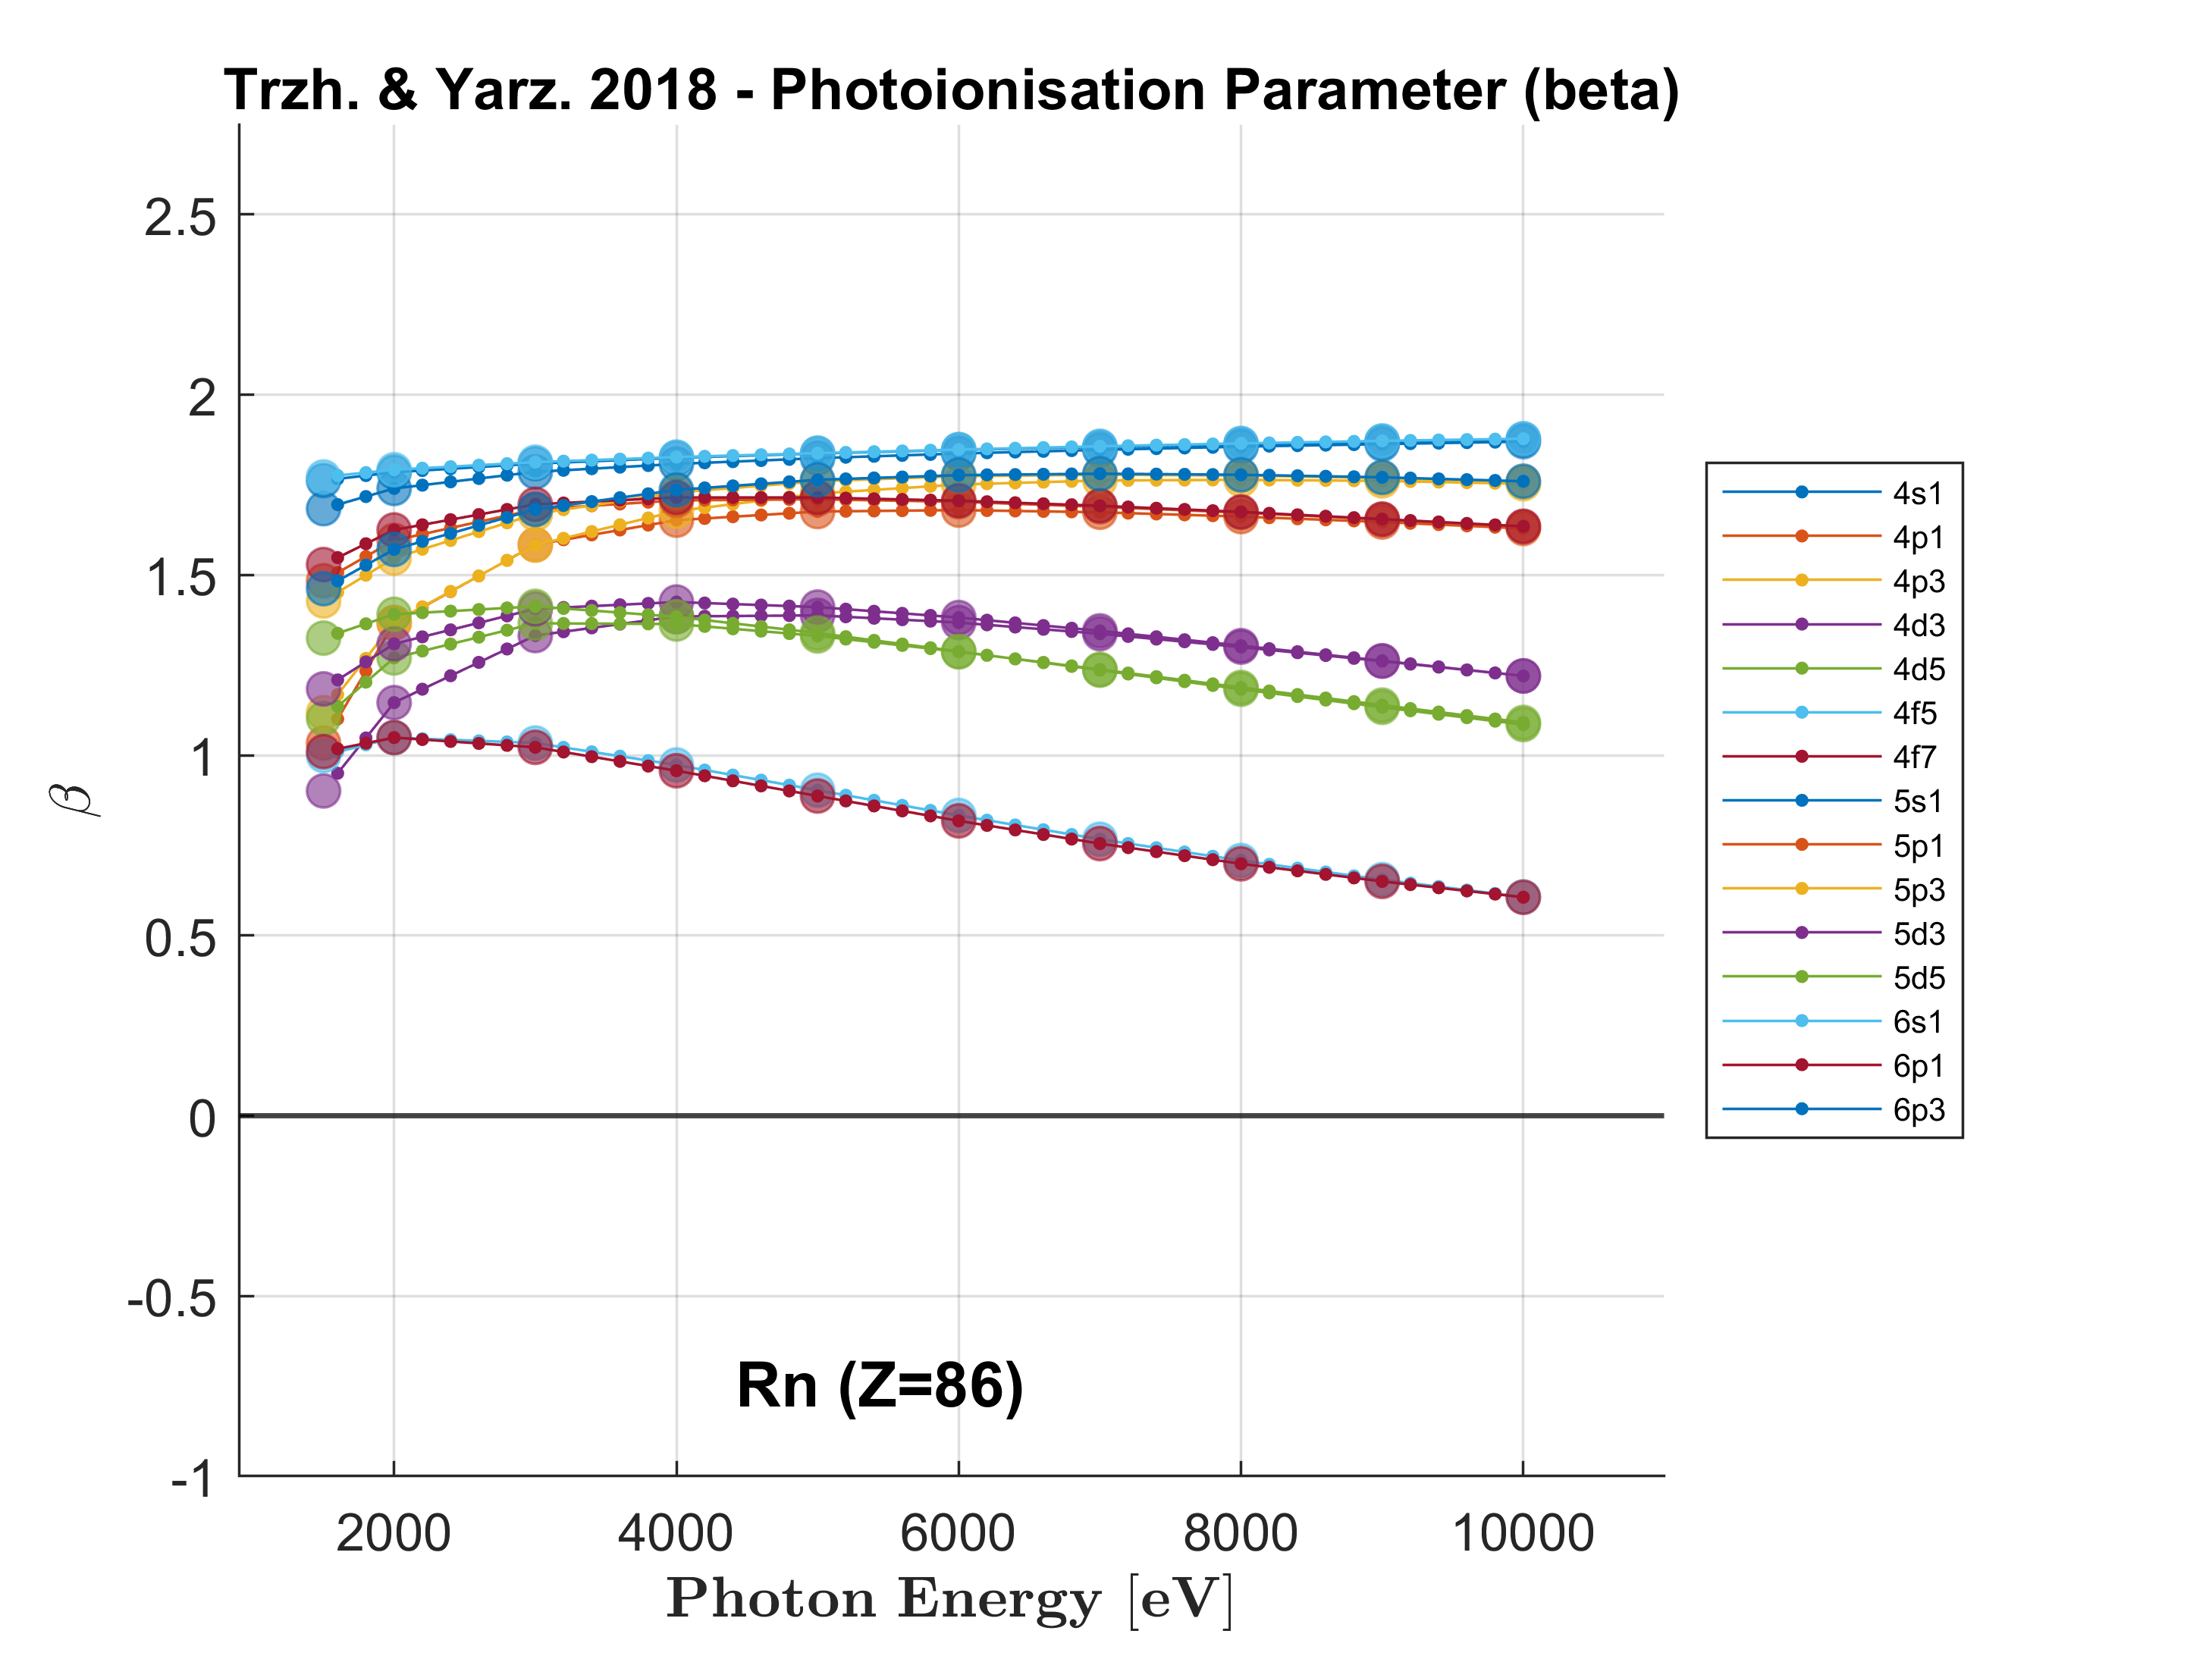 Trzh. & Yarz. 2018 - Photoionisation Parameter (beta)
2.5
2
1.5
1
0.5
0
-0.5
-1
β
2000 4000 6000 8000 10000
Photon Energy [eV]
Rn (Z=86)
4s1
4p1
4p3
4d3
4d5
4f5
4f7
5s1
5p1
5p3
5d3
5d5
6s1
6p1
6p3